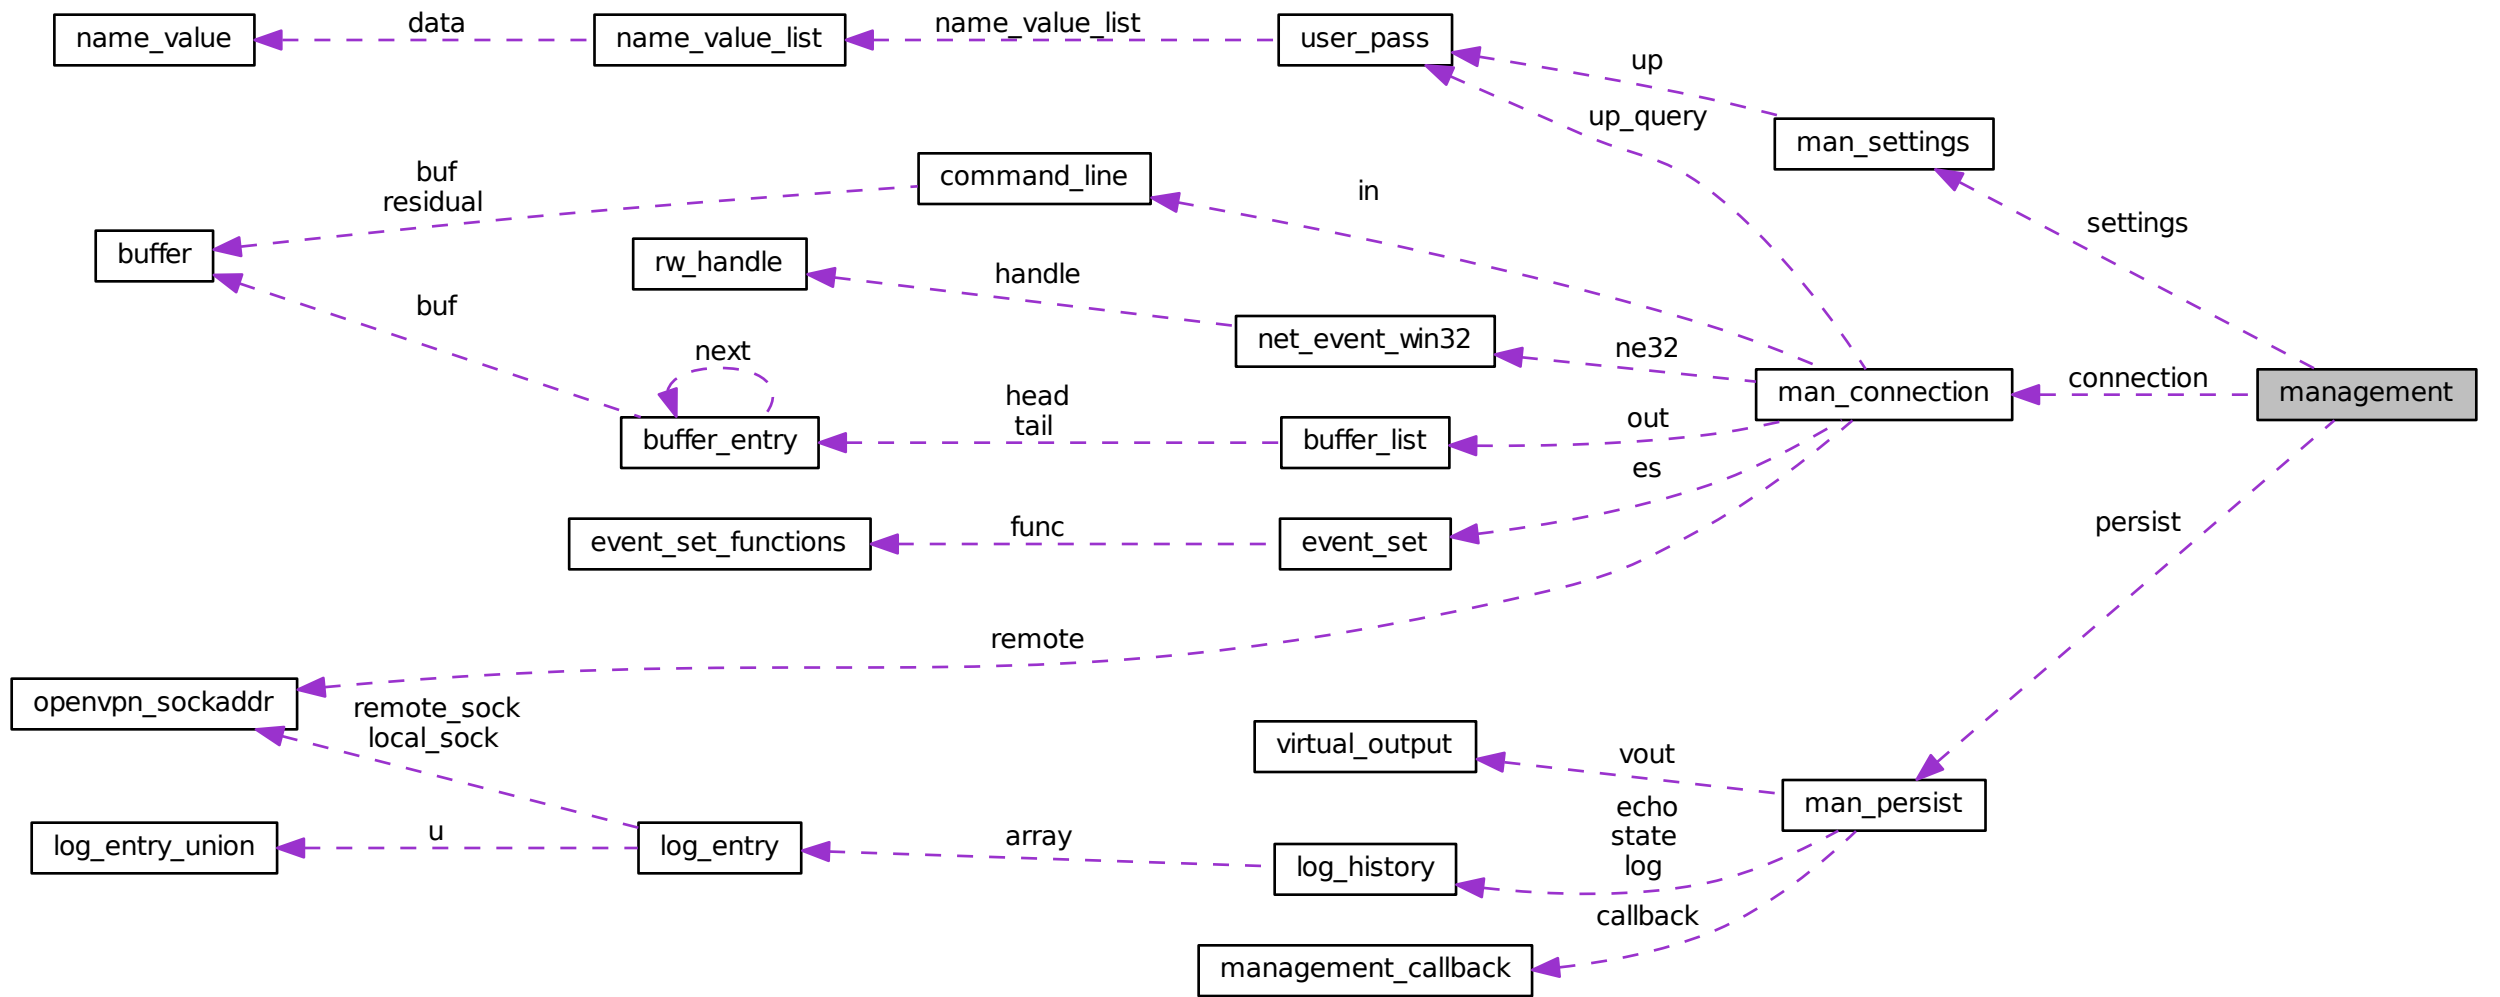 name_value
data
name_value_list
name_value_list
user_pass
up
up_query
man_settings
buf
residual
command_line
in
settings
buffer
rw_handle
handle
buf
next
net_event_win32
ne32
connection
man_connection
management
head
tail
out
buffer_entry
buffer_list
es
event_set_functions
func
event_set
persist
remote
openvpn_sockaddr
remote_sock
local_sock
virtual_output
vout
man_persist
echo
state
log
log_entry_union
u
log_entry
array
log_history
callback
management_callback